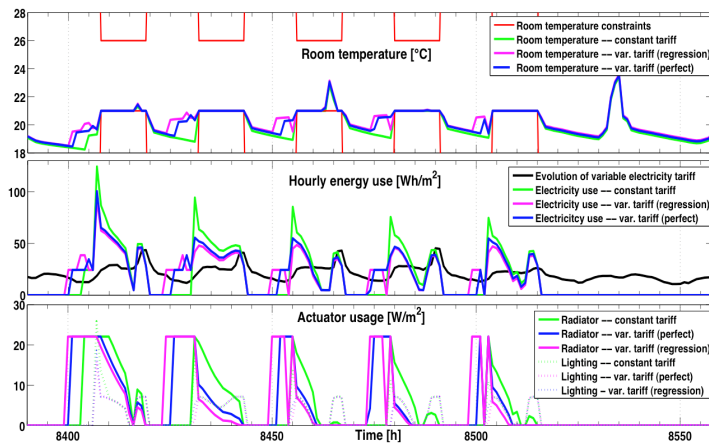 28
26
24
22
20
18
Room temperature [°C]
Room temperature constraints
Room temperature −− constant tariff
Room temperature −− var. tariff (regression)
Room temperature −− var. tariff (perfect)
100
50
0
Hourly energy use [Wh/m²]
Evolution of variable electricity tariff
Electricity use −− constant tariff
Electricity use −− var. tariff (regression)
Electricitcy use −− var. tariff (perfect)
30
20
10
0
Actuator usage [W/m²]
Radiator −− constant tariff
Radiator −− var. tariff (perfect)
Radiator −− var. tariff (regression)
Lighting −− constant tariff
Lighting −− var. tariff (perfect)
Lighting − var. tariff (regression)
8400
8450
8500
8550
Time [h]